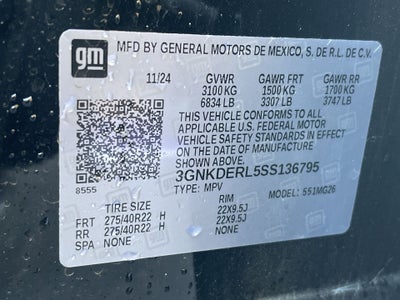 gm
MFD BY GENERAL MOTORS DE MEXICO, S. DE R.L. DE C.V.
11/24 GVWR GAWR FRT GAWR RR
3100 KG 1500 KG 1700 KG
6834 LB 3307 LB 3747 LB
THIS VEHICLE CONFORMS TO ALL
APPLICABLE U.S. FEDERAL MOTOR
VEHICLE SAFETY STANDARDS IN EFFECT
ON THE DATE OF MANUFACTURE
SHOWN ABOVE.
3GNKDERL5SS136795
8555 TYPE: MPV MODEL: 551MG26
TIRE SIZE RIM
FRT 275/40R22 H 22X9.5J
RR 275/40R22 H 22X9.5J
SPA NONE NONE